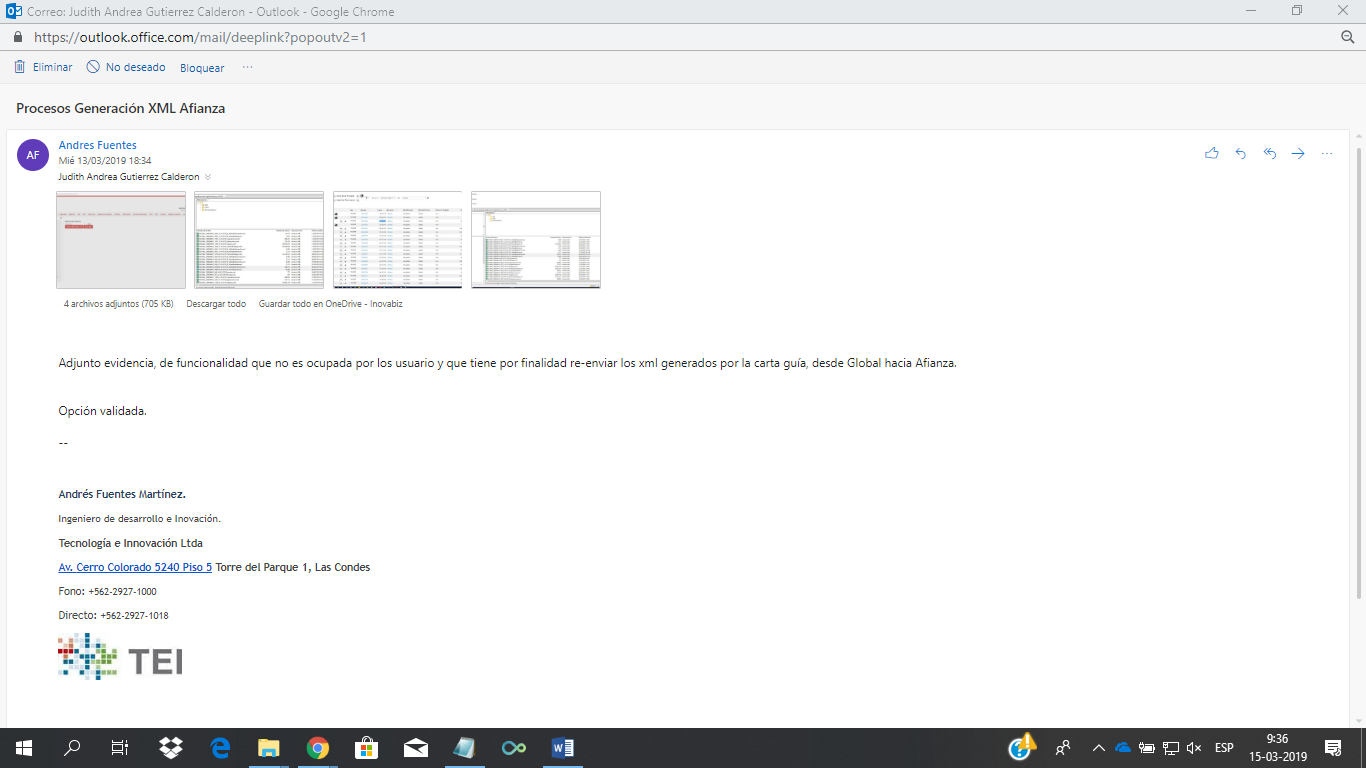 Correo: Judith Andrea Gutierrez Calderon - Outlook - Google Chrome
https://outlook.office.com/mail/deeplink?popoutv2=1
Eliminar No deseado Bloquear ...
Procesos Generación XML Afianza
AF
Andres Fuentes
Mié 13/03/2019 18:34
Judith Andrea Gutierrez Calderon
4 archivos adjuntos (705 KB) Descargar todo Guardar todo en OneDrive - Inovabiz
Adjunto evidencia, de funcionalidad que no es ocupada por los usuario y que tiene por finalidad re-enviar los xml generados por la carta guía, desde Global hacia Afianza.
Opción validada.
--
Andrés Fuentes Martínez.
Ingeniero de desarrollo e Inovación.
Tecnología e Innovación Ltda
Av. Cerro Colorado 5240 Piso 5 Torre del Parque 1, Las Condes
Fono: +562-2927-1000
Directo: +562-2927-1018
TEI
ESP
9:36
15-03-2019